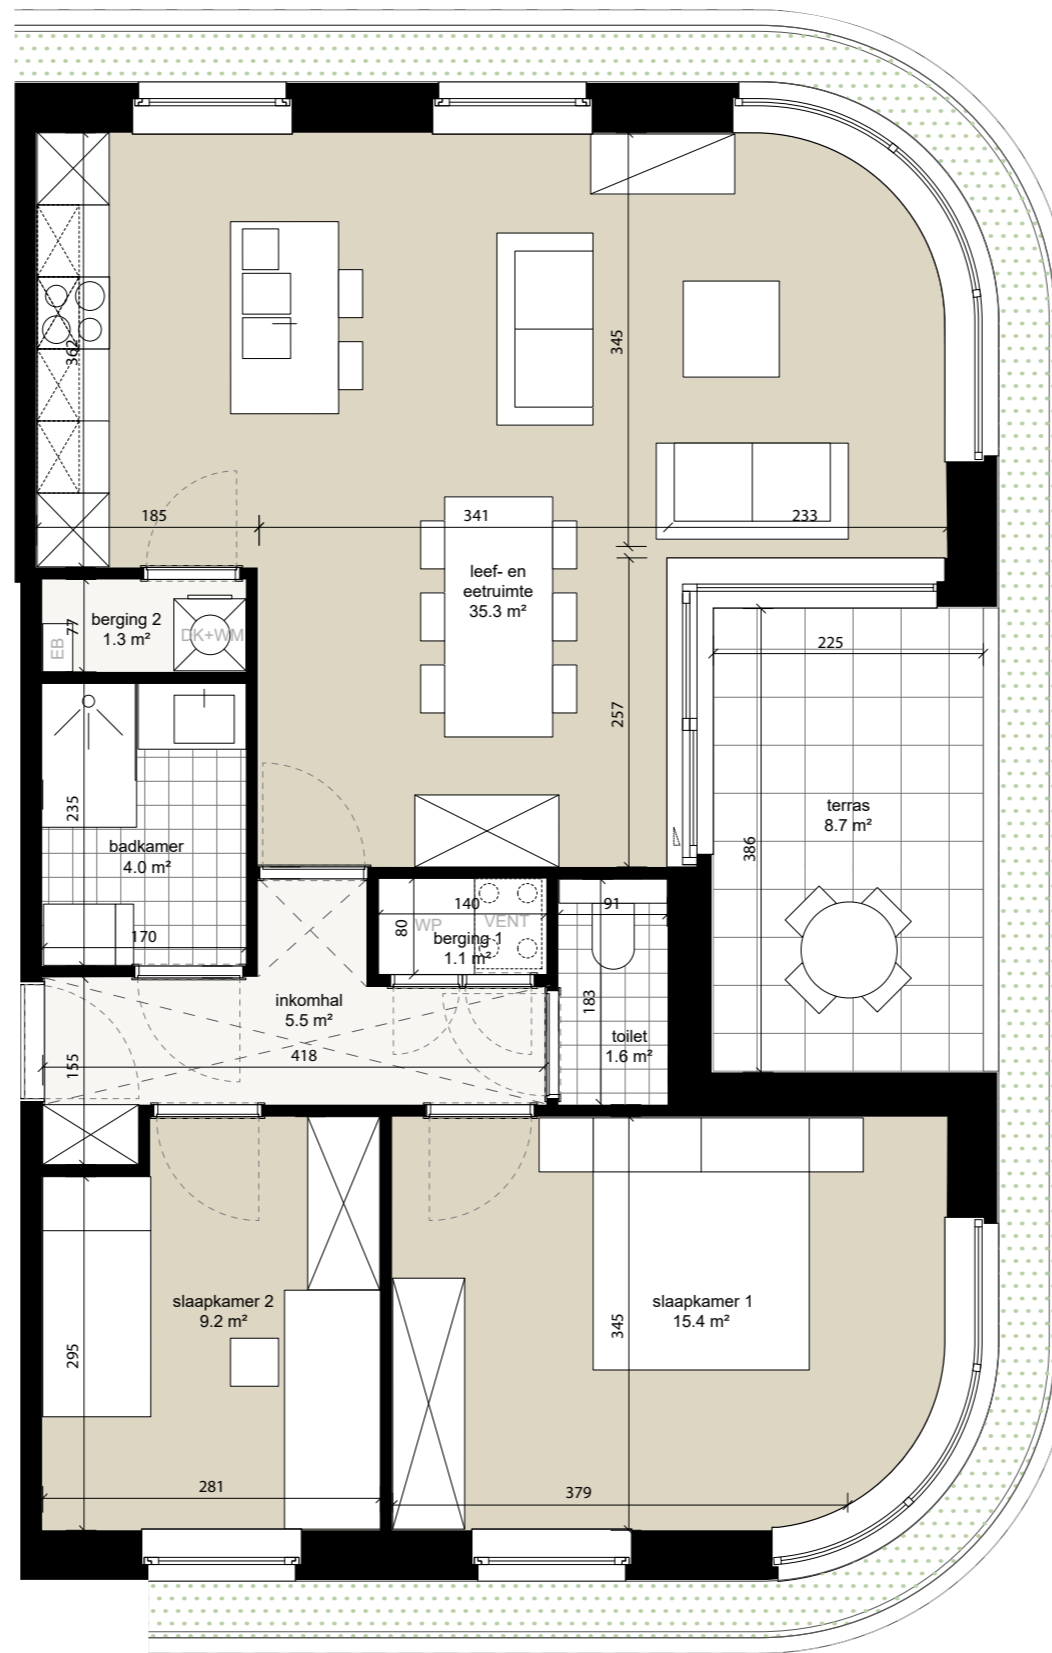 362
345
185
341
233
leef- en
eetruimte
35.3 m²
berging 2
1.3 m²
77
EB
DK+WM
225
257
235
badkamer
4.0 m²
170
386
terras
8.7 m²
140
80
WP
VENT
berging 1
1.1 m²
91
183
toilet
1.6 m²
inkomhal
5.5 m²
418
155
slaapkamer 2
9.2 m²
295
281
slaapkamer 1
15.4 m²
345
379